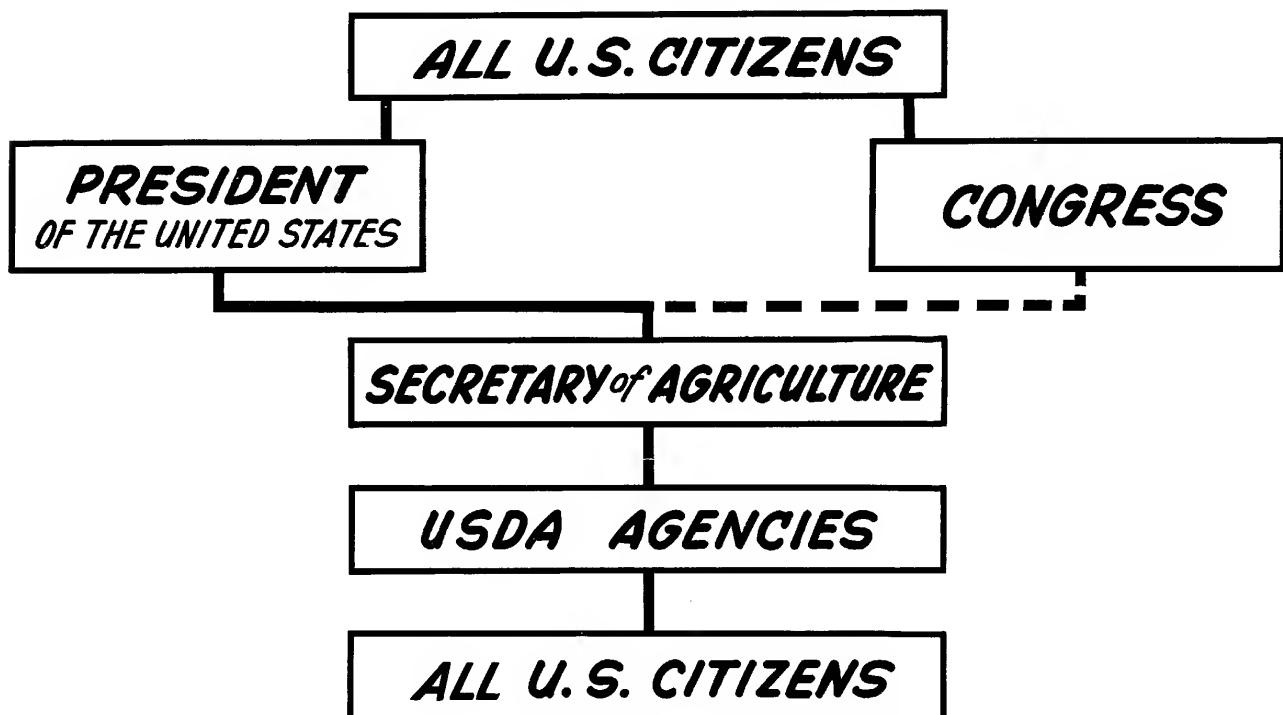 ALL U.S. CITIZENS
PRESIDENT
OF THE UNITED STATES
CONGRESS
SECRETARY of AGRICULTURE
USDA AGENCIES
ALL U.S. CITIZENS